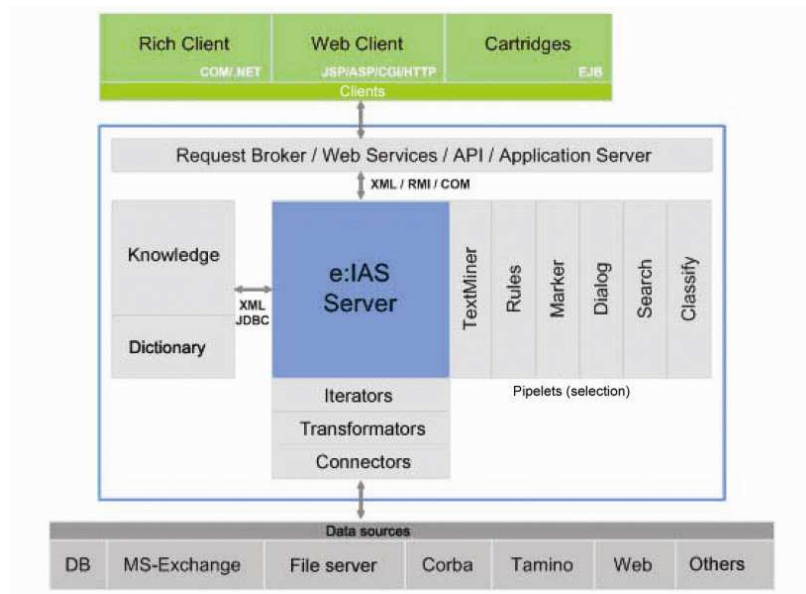 Rich Client
Web Client
Cartridges
COM/.NET
JSP/ASP/CGI/HTTP
EJB
Clients
Request Broker / Web Services / API / Application Server
XML / RMI / COM
Knowledge
Dictionary
XML
JDBC
e:IAS
Server
TextMiner
Rules
Marker
Dialog
Search
Classify
Pipelets (selection)
Iterators
Transformators
Connectors
Data sources
DB
MS-Exchange
File server
Corba
Tamino
Web
Others